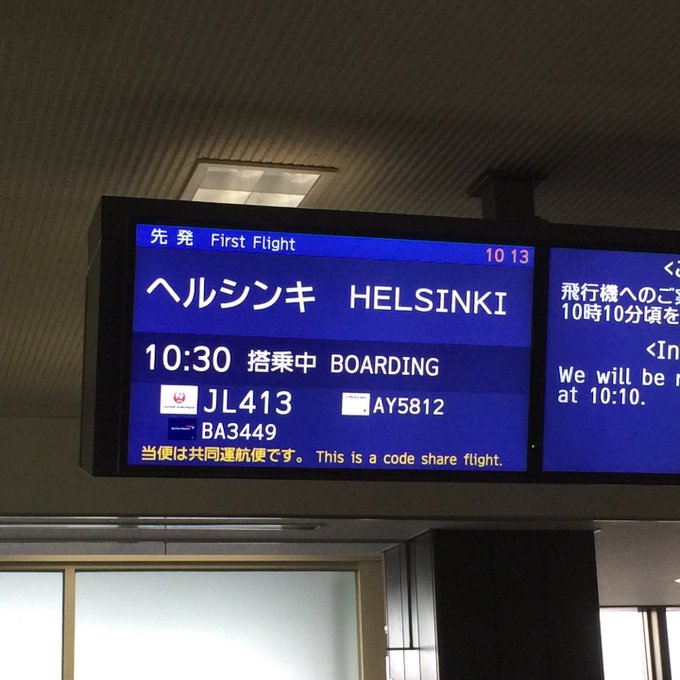 先発 First Flight
10 13
ヘルシンキ HELSINKI
10:30 搭乗中 BOARDING
JL413 AY5812
BA3449
当便は共同運航便です。 This is a code share flight.
飛行機へのご
10時10分頃を
<In
We will be
at 10:10.